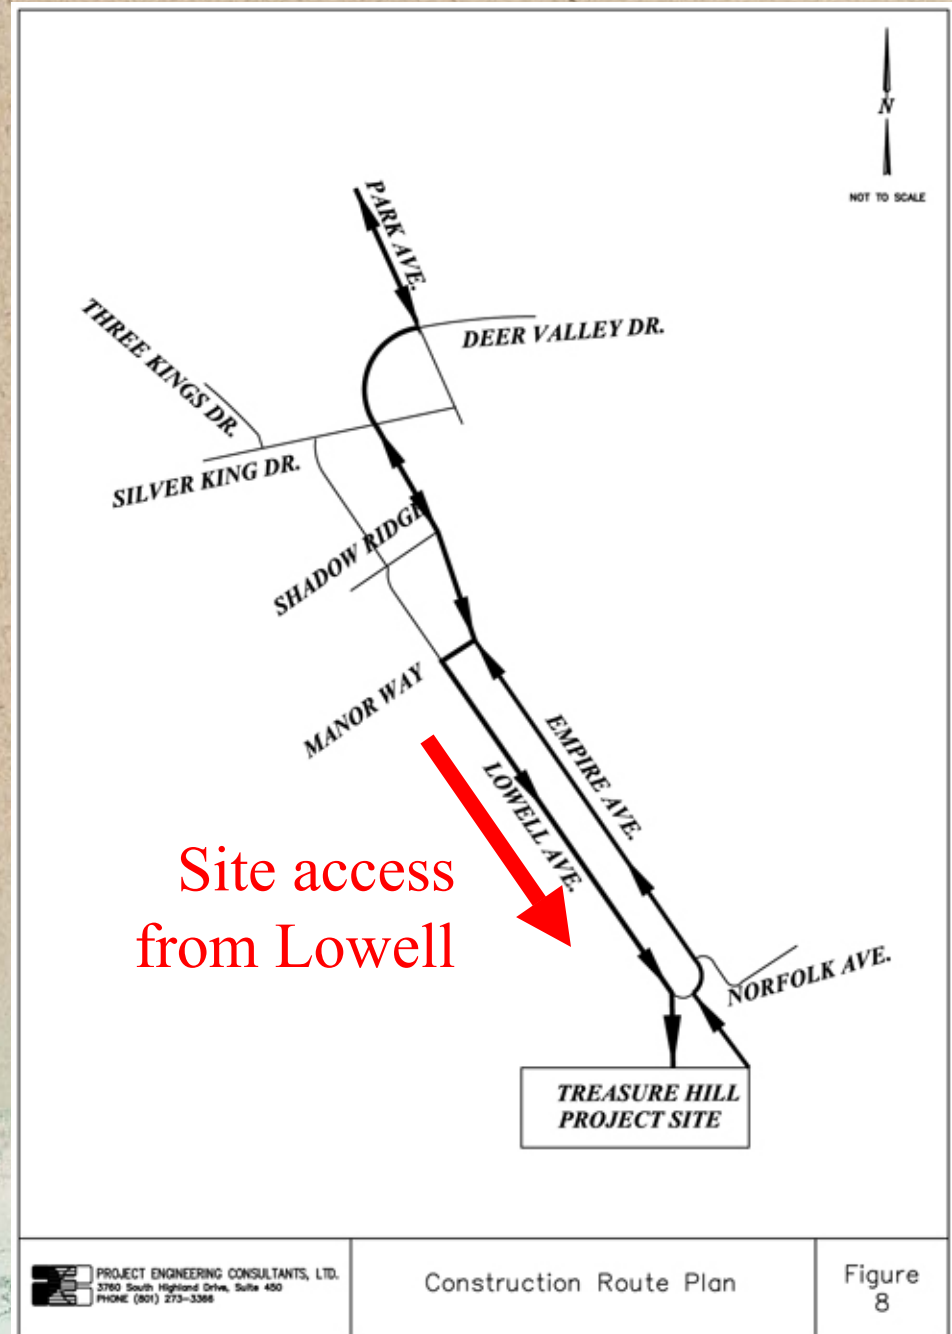 N
NOT TO SCALE
PARK AVE.
DEER VALLEY DR.
THREE KINGS DR.
SILVER KING DR.
SHADOW RIDGE
MANOR WAY
EMPIRE AVE.
LOWELL AVE.
Site access
from Lowell
NORFOLK AVE.
TREASURE HILL
PROJECT SITE
PROJECT ENGINEERING CONSULTANTS, LTD.
3760 South Highland Drive, Suite 450
PHONE (801) 273-3366
Construction Route Plan
Figure
8